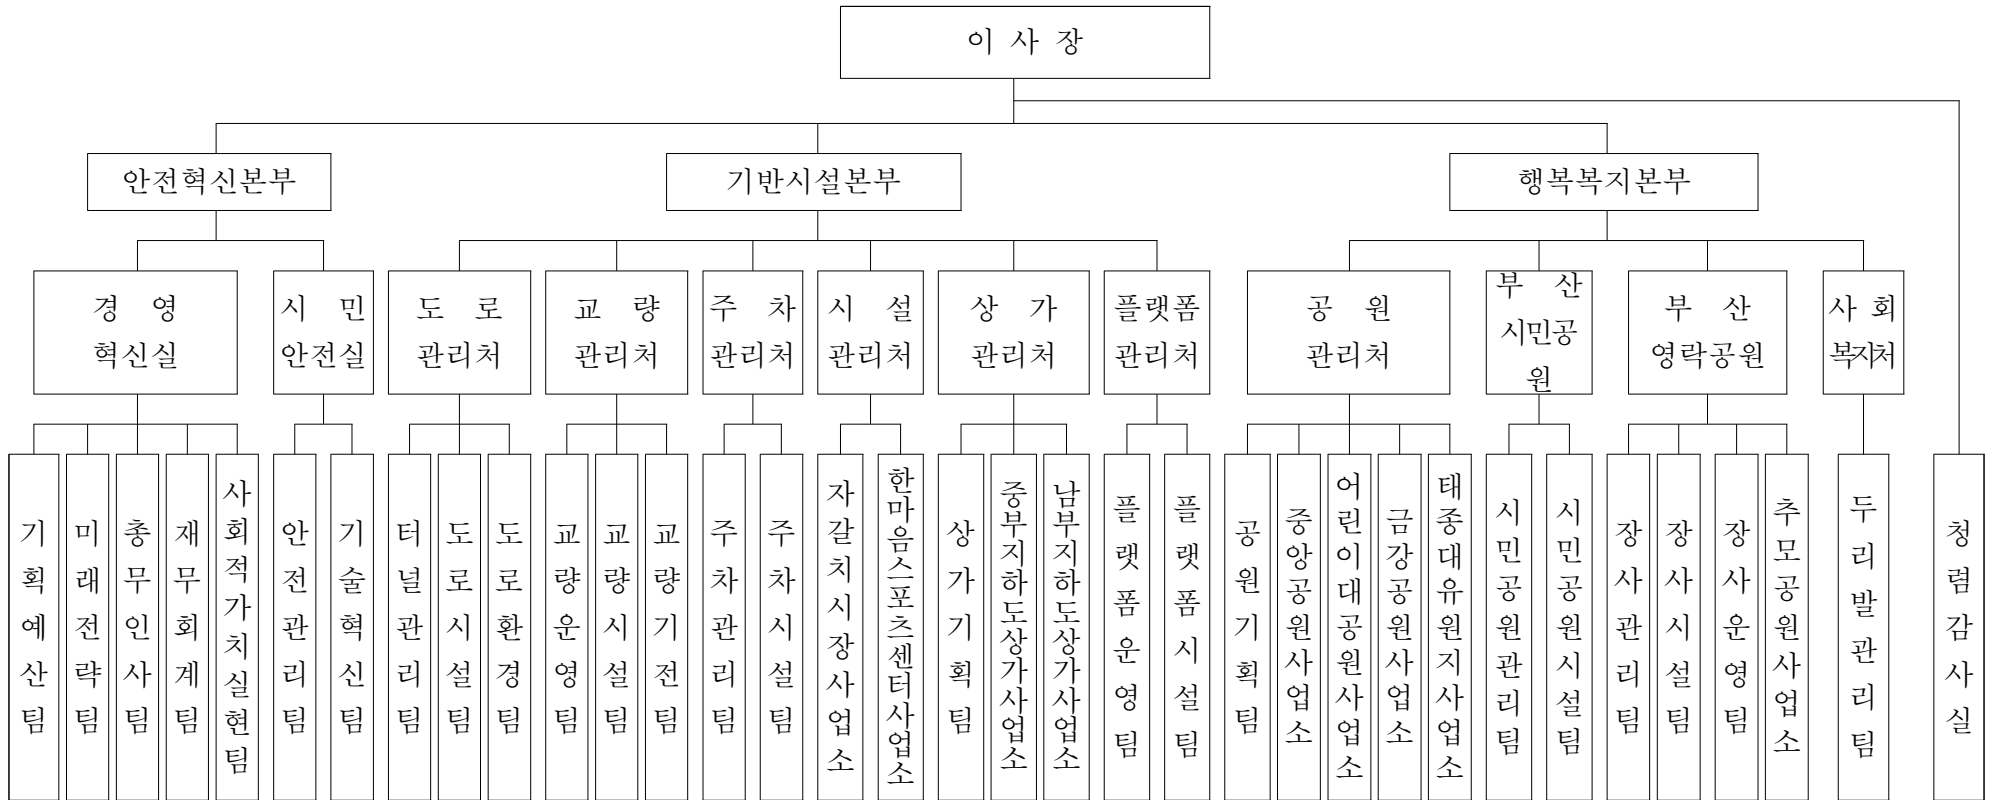 이 사 장
안전혁신본부
기반시설본부
행복복지본부
경 영
혁신실
시 민
안전실
도 로
관리처
교 량
관리처
주 차
관리처
시 설
관리처
상 가
관리처
플랫폼
관리처
공 원
관리처
부 산
시민공
원
부 산
영락공원
사 회
복지처
기획예산팀
미래전략팀
총무인사팀
재무회계팀
사회적가치실현팀
안전관리팀
기술혁신팀
터널관리팀
도로시설팀
도로환경팀
교량운영팀
교량시설팀
교량기전팀
주차관리팀
주차시설팀
자갈치시장사업소
한마음스포츠센터사업소
상가기획팀
중부지하도상가사업소
남부지하도상가사업소
플랫폼운영팀
플랫폼시설팀
공원기획팀
중앙공원사업소
어린이대공원사업소
금강공원사업소
태종대유원지사업소
시민공원관리팀
시민공원시설팀
장사관리팀
장사시설팀
장사운영팀
추모공원사업소
두리발관리팀
청렴감사실